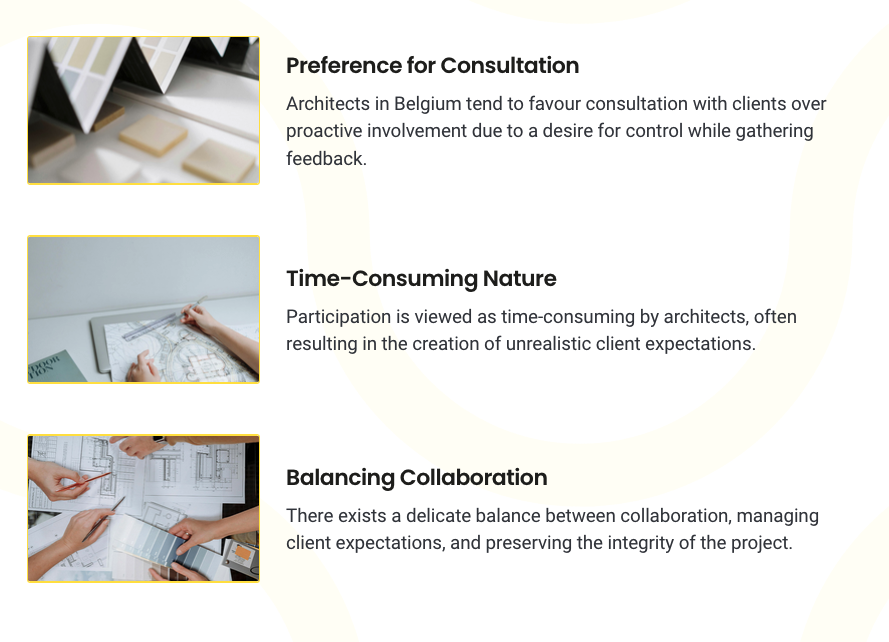 Preference for Consultation
Architects in Belgium tend to favour consultation with clients over
proactive involvement due to a desire for control while gathering
feedback.
Time-Consuming Nature
Participation is viewed as time-consuming by architects, often
resulting in the creation of unrealistic client expectations.
Balancing Collaboration
There exists a delicate balance between collaboration, managing
client expectations, and preserving the integrity of the project.